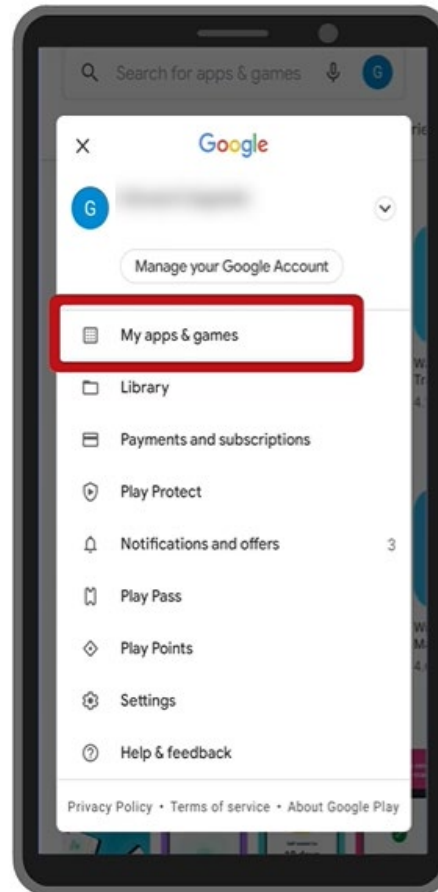 Search for apps & games
G
Google
G
Manage your Google Account
My apps & games
Library
Payments and subscriptions
Play Protect
Notifications and offers 3
Play Pass
Play Points
Settings
Help & feedback
Privacy Policy • Terms of service • About Google Play